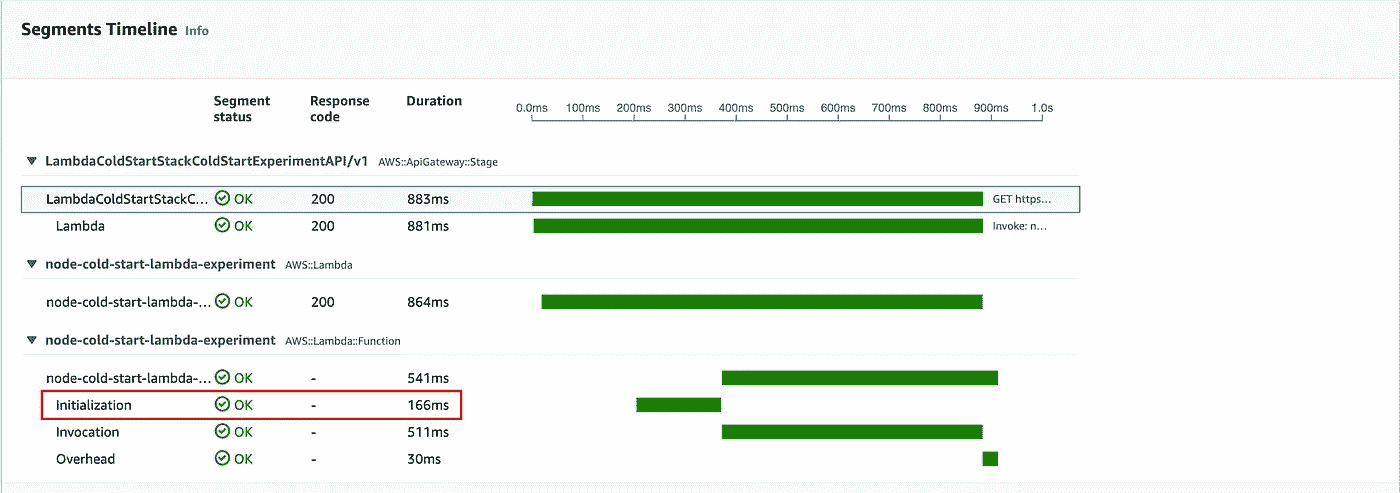 Segments Timeline Info
Segment status Response code Duration
0.0ms 100ms 200ms 300ms 400ms 500ms 600ms 700ms 800ms 900ms 1.0s
LambdaColdStartStackColdStartExperimentAPI/v1 AWS::ApiGateway::Stage
LambdaColdStartStackC... OK 200 883ms GET https...
Lambda OK 200 881ms Invoke: n...
node-cold-start-lambda-experiment AWS::Lambda
node-cold-start-lambda-... OK 200 864ms
node-cold-start-lambda-experiment AWS::Lambda::Function
node-cold-start-lambda-... OK - 541ms
Initialization OK - 166ms
Invocation OK - 511ms
Overhead OK - 30ms